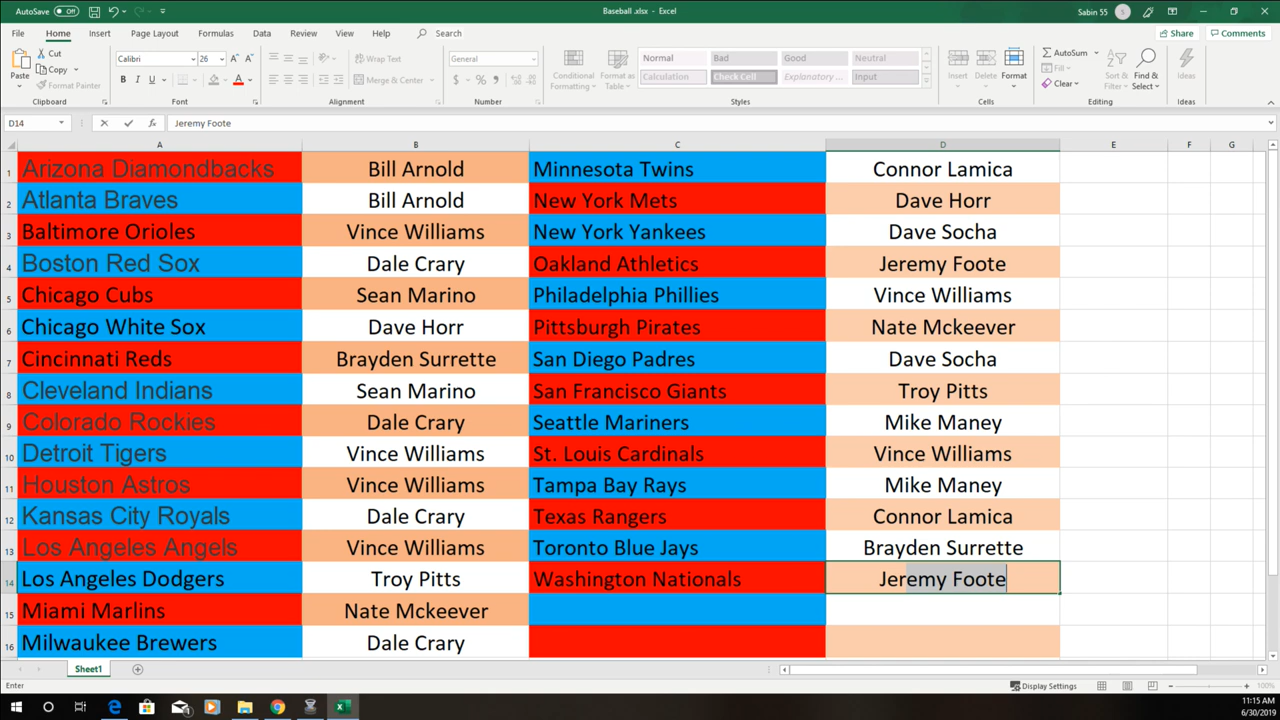 AutoSave Off Baseball .xlsx - Excel Sabin 55 S
File Home Insert Page Layout Formulas Data Review View Help Search Share Comments
Paste Cut Copy Format Painter Clipboard
Calibri 26 A A B I U A Font
Merge & Center Alignment
General $ % , Number
Conditional Formatting Format as Table
Normal Bad Good Neutral
Calculation Check Cell Explanatory ... Input
Styles
Insert Delete Format Cells
AutoSum Fill Clear Sort & Filter Find & Select Editing
Ideas Ideas
D14 fx Jeremy Foote
A B C D E F G
1 Arizona Diamondbacks Bill Arnold Minnesota Twins Connor Lamica
2 Atlanta Braves Bill Arnold New York Mets Dave Horr
3 Baltimore Orioles Vince Williams New York Yankees Dave Socha
4 Boston Red Sox Dale Crary Oakland Athletics Jeremy Foote
5 Chicago Cubs Sean Marino Philadelphia Phillies Vince Williams
6 Chicago White Sox Dave Horr Pittsburgh Pirates Nate Mckeever
7 Cincinnati Reds Brayden Surrette San Diego Padres Dave Socha
8 Cleveland Indians Sean Marino San Francisco Giants Troy Pitts
9 Colorado Rockies Dale Crary Seattle Mariners Mike Maney
10 Detroit Tigers Vince Williams St. Louis Cardinals Vince Williams
11 Houston Astros Vince Williams Tampa Bay Rays Mike Maney
12 Kansas City Royals Dale Crary Texas Rangers Connor Lamica
13 Los Angeles Angels Vince Williams Toronto Blue Jays Brayden Surrette
14 Los Angeles Dodgers Troy Pitts Washington Nationals Jeremy Foote
15 Miami Marlins Nate Mckeever
16 Milwaukee Brewers Dale Crary
Sheet1
Enter Display Settings 100%
11:15 AM
6/30/2019